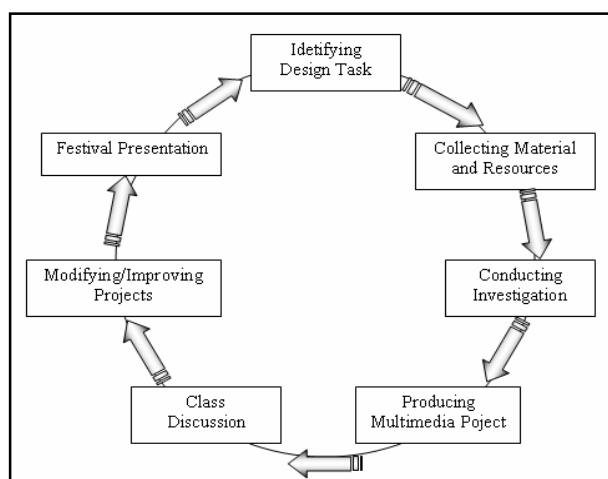 Idetifying
Design Task
Collecting Material
and Resources
Conducting
Investigation
Producing
Multimedia Poject
Class
Discussion
Modifying/Improving
Projects
Festival Presentation